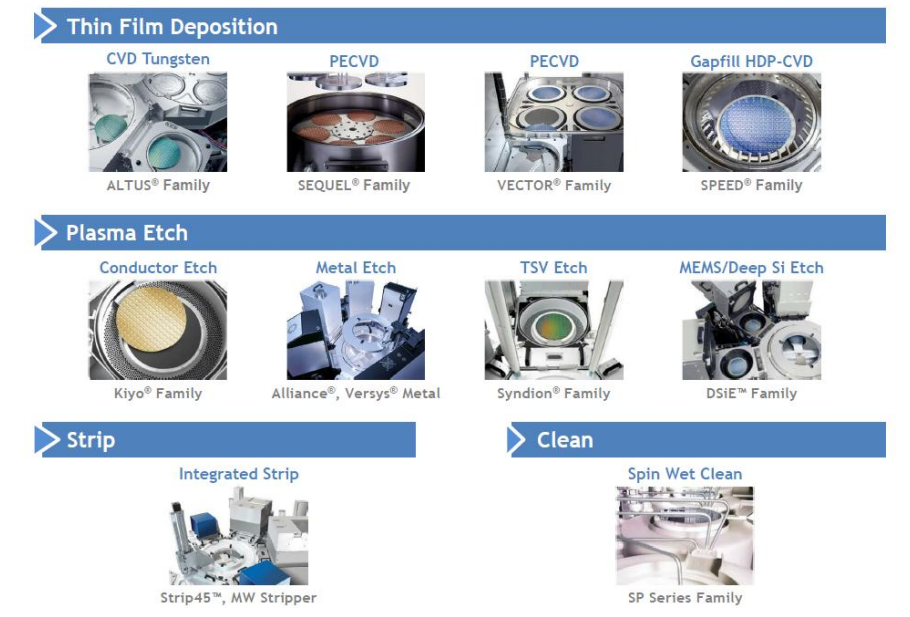 Thin Film Deposition
CVD Tungsten
PECVD
PECVD
Gapfill HDP-CVD
ALTUS® Family
SEQUEL® Family
VECTOR® Family
SPEED® Family
Plasma Etch
Conductor Etch
Metal Etch
TSV Etch
MEMS/Deep Si Etch
Kiyo® Family
Alliance®, Versys® Metal
Syndion® Family
DSiE™ Family
Strip
Clean
Integrated Strip
Spin Wet Clean
Strip45™, MW Stripper
SP Series Family